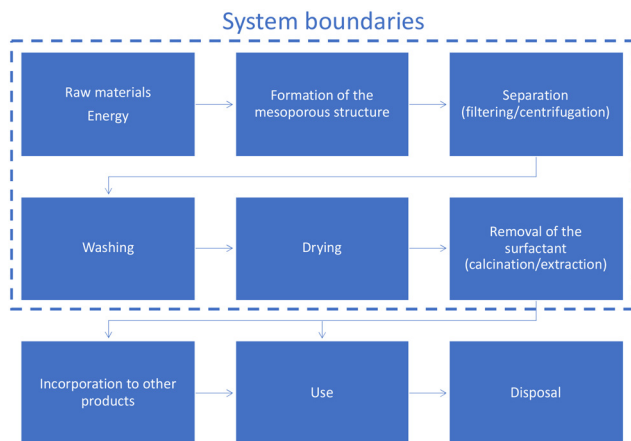 System boundaries
Raw materials
Energy
Formation of the
mesoporous structure
Separation
(filtering/centrifugation)
Washing
Drying
Removal of the
surfactant
(calcination/extraction)
Incorporation to other
products
Use
Disposal